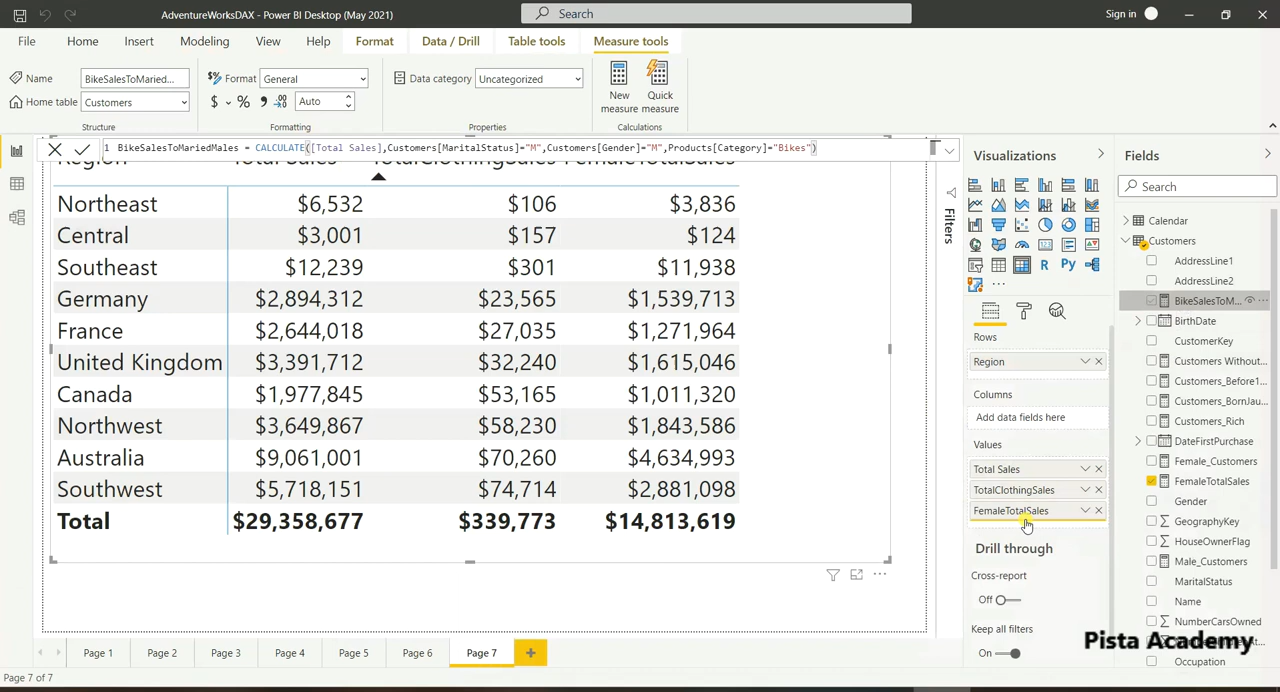 AdventureWorksDAX - Power BI Desktop (May 2021)
Search
Sign in
File
Home
Insert
Modeling
View
Help
Format
Data / Drill
Table tools
Measure tools
Name
BikeSalesToMaried...
Home table
Customers
Structure
Format
General
$
%
Auto
Formatting
Data category
Uncategorized
Properties
New
measure
Quick
measure
Calculations
1 BikeSalesToMariedMales = CALCULATE([Total Sales],Customers[MaritalStatus]="M",Customers[Gender]="M",Products[Category]="Bikes")
Region Total Sales TotalClothingSales FemaleTotalSales
Northeast $6,532 $106 $3,836
Central $3,001 $157 $124
Southeast $12,239 $301 $11,938
Germany $2,894,312 $23,565 $1,539,713
France $2,644,018 $27,035 $1,271,964
United Kingdom $3,391,712 $32,240 $1,615,046
Canada $1,977,845 $53,165 $1,011,320
Northwest $3,649,867 $58,230 $1,843,586
Australia $9,061,001 $70,260 $4,634,993
Southwest $5,718,151 $74,714 $2,881,098
Total $29,358,677 $339,773 $14,813,619
Filters
Visualizations
R
Py
...
Rows
Region
Columns
Add data fields here
Values
Total Sales
TotalClothingSales
FemaleTotalSales
Drill through
Cross-report
Off
Keep all filters
On
Fields
Search
Calendar
Customers
AddressLine1
AddressLine2
BikeSalesToM...
BirthDate
CustomerKey
Customers Without...
Customers_Before1...
Customers_BornJau...
Customers_Rich
DateFirstPurchase
Female_Customers
FemaleTotalSales
Gender
GeographyKey
HouseOwnerFlag
Male_Customers
MaritalStatus
Name
NumberCarsOwned
Occupation
Pista Academy
Page 1
Page 2
Page 3
Page 4
Page 5
Page 6
Page 7
+
Page 7 of 7